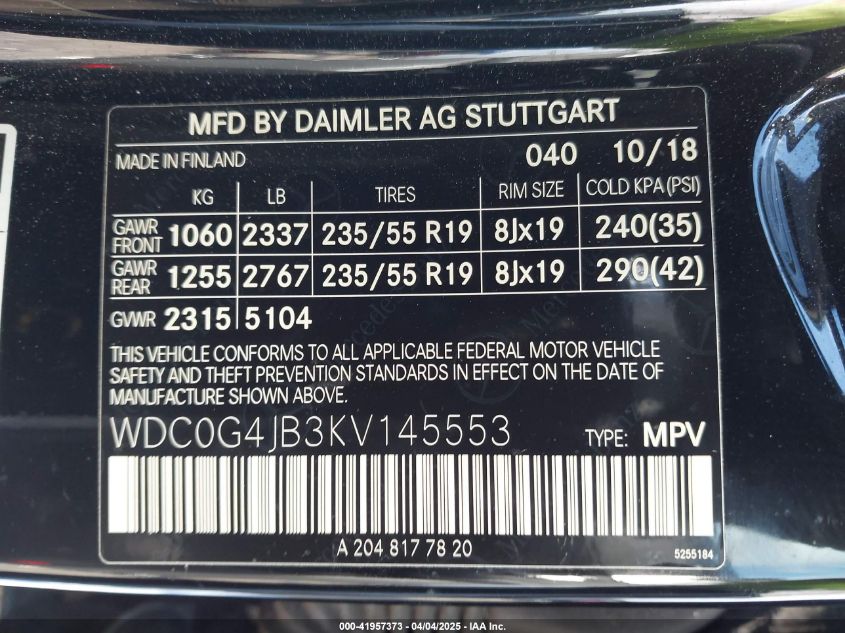 MFD BY DAIMLER AG STUTTGART
MADE IN FINLAND 040 10/18
KG LB TIRES RIM SIZE COLD KPA(PSI)
GAWR FRONT 1060 2337 235/55 R19 8Jx19 240(35)
GAWR REAR 1255 2767 235/55 R19 8Jx19 290(42)
GVWR 2315 5104
THIS VEHICLE CONFORMS TO ALL APPLICABLE FEDERAL MOTOR VEHICLE
SAFETY AND THEFT PREVENTION STANDARDS IN EFFECT ON THE DATE OF
MANUFACTURE SHOWN ABOVE.
WDC0G4JB3KV145553 TYPE: MPV
A 204 817 78 20 5255184
000-41957373 | 04/04/2025 - IAA Inc.